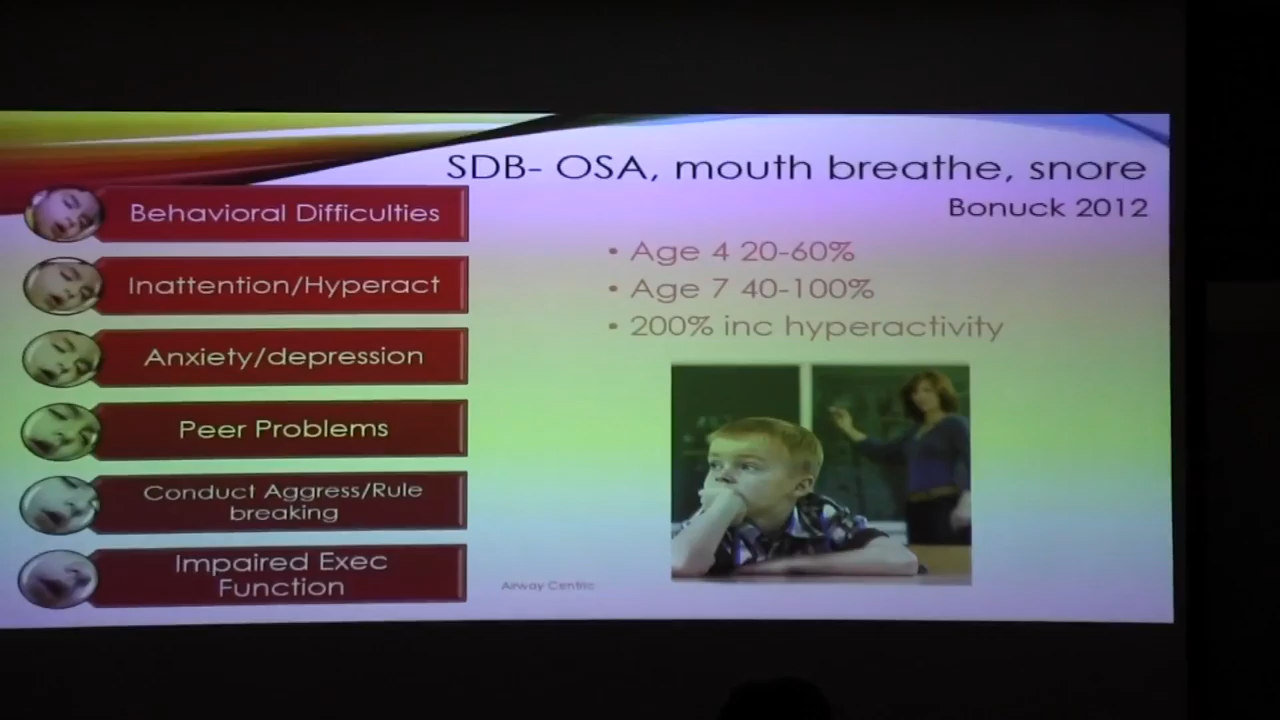 SDB- OSA, mouth breathe, snore
Bonuck 2012
Behavioral Difficulties
Inattention/Hyperact
Anxiety/depression
Peer Problems
Conduct Aggress/Rule
breaking
Impaired Exec
Function
• Age 4 20-60%
• Age 7 40-100%
• 200% inc hyperactivity
Airway Centric